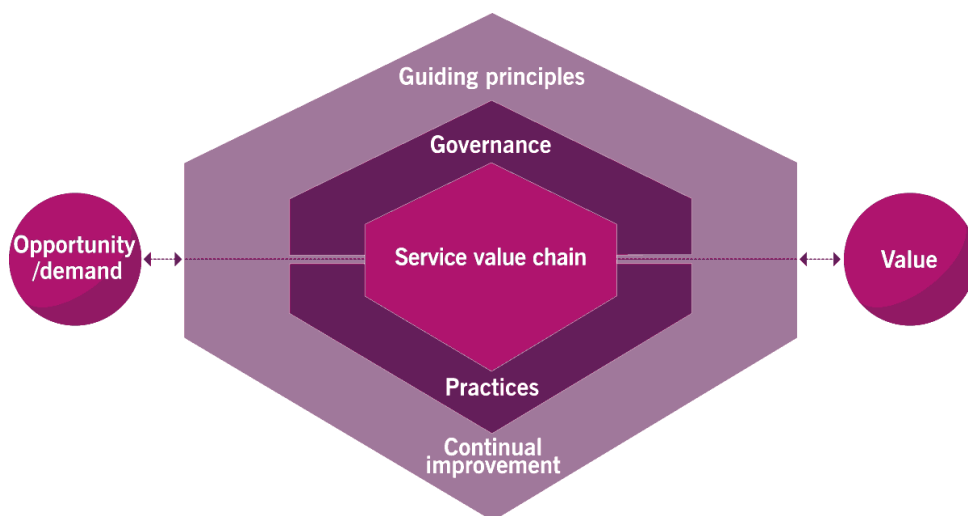 Guiding principles
Governance
Opportunity
/demand
Service value chain
Value
Practices
Continual
improvement